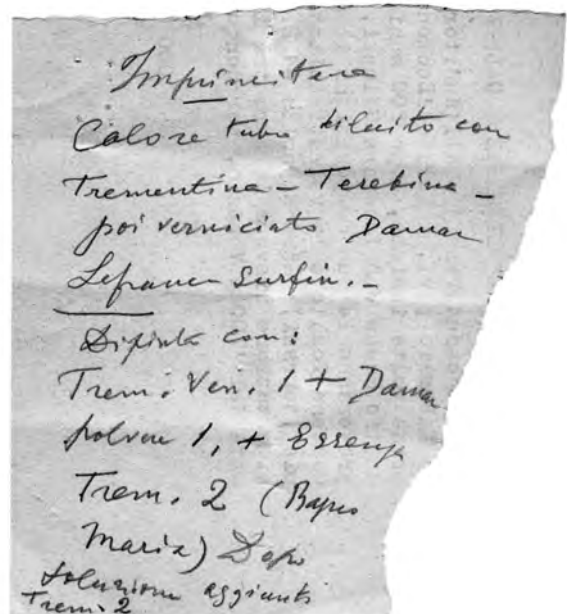 Imprimitura
Colore tubo diluito con
Trementina - Terebina -
poi verniciato Damar
Lefranc Surfin. -
Dipinto con:
Trem. Ven. 1 + Damar
polvere 1, + Essenza
Trem. 2 (Bagno
Maria) Dopo
soluzione aggiunto
Trem. 2